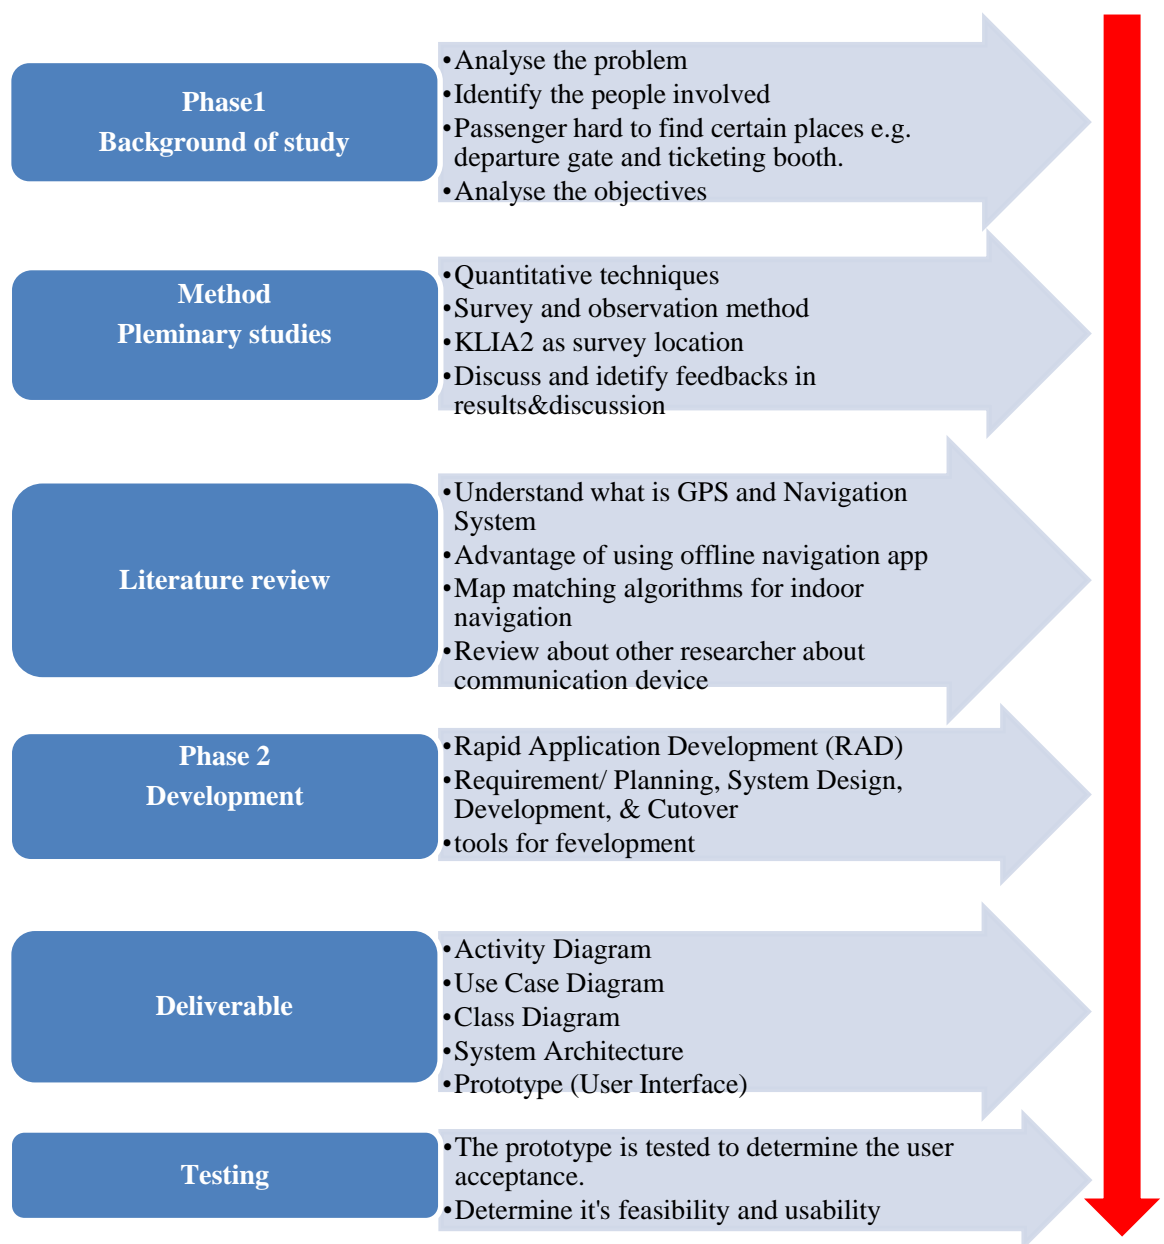 Phase1
Background of study
•Analyse the problem
•Identify the people involved
•Passenger hard to find certain places e.g.
departure gate and ticketing booth.
•Analyse the objectives
Method
Pleminary studies
•Quantitative techniques
•Survey and observation method
•KLIA2 as survey location
•Discuss and idetify feedbacks in
results&discussion
Literature review
•Understand what is GPS and Navigation
System
•Advantage of using offline navigation app
•Map matching algorithms for indoor
navigation
•Review about other researcher about
communication device
Phase 2
Development
•Rapid Application Development (RAD)
•Requirement/ Planning, System Design,
Development, & Cutover
•tools for fevelopment
Deliverable
•Activity Diagram
•Use Case Diagram
•Class Diagram
•System Architecture
•Prototype (User Interface)
Testing
•The prototype is tested to determine the user
acceptance.
•Determine it's feasibility and usability